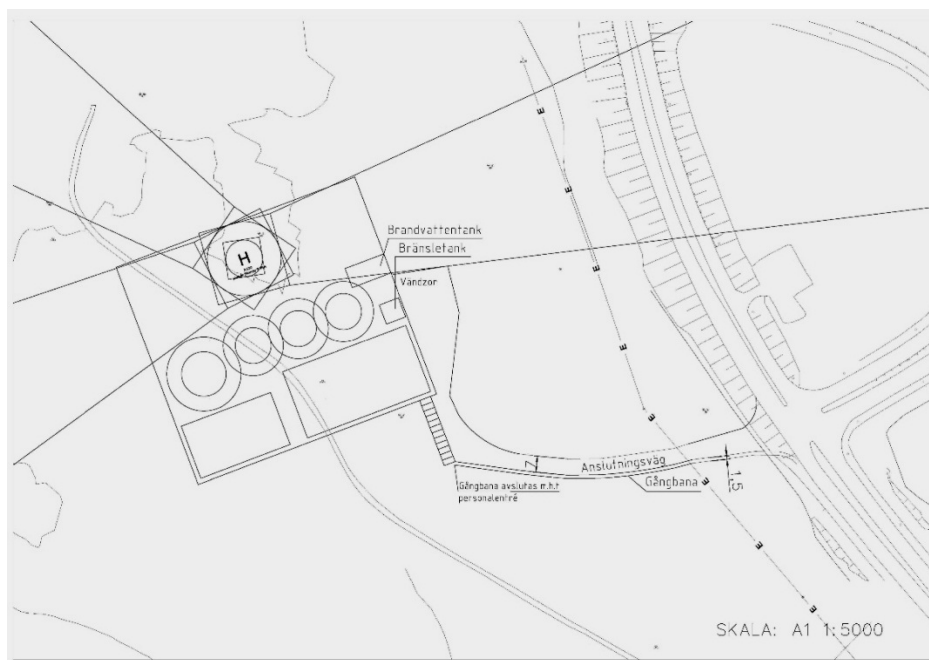 Brandvattentank
Bränsletank
Vändzon
H
E
E
E
E
E
E
E
E
7
Anslutningsväg
Gångbana
1.5
Gångbana avslutas m.h.t
personalentré
SKALA: A1 1:5000